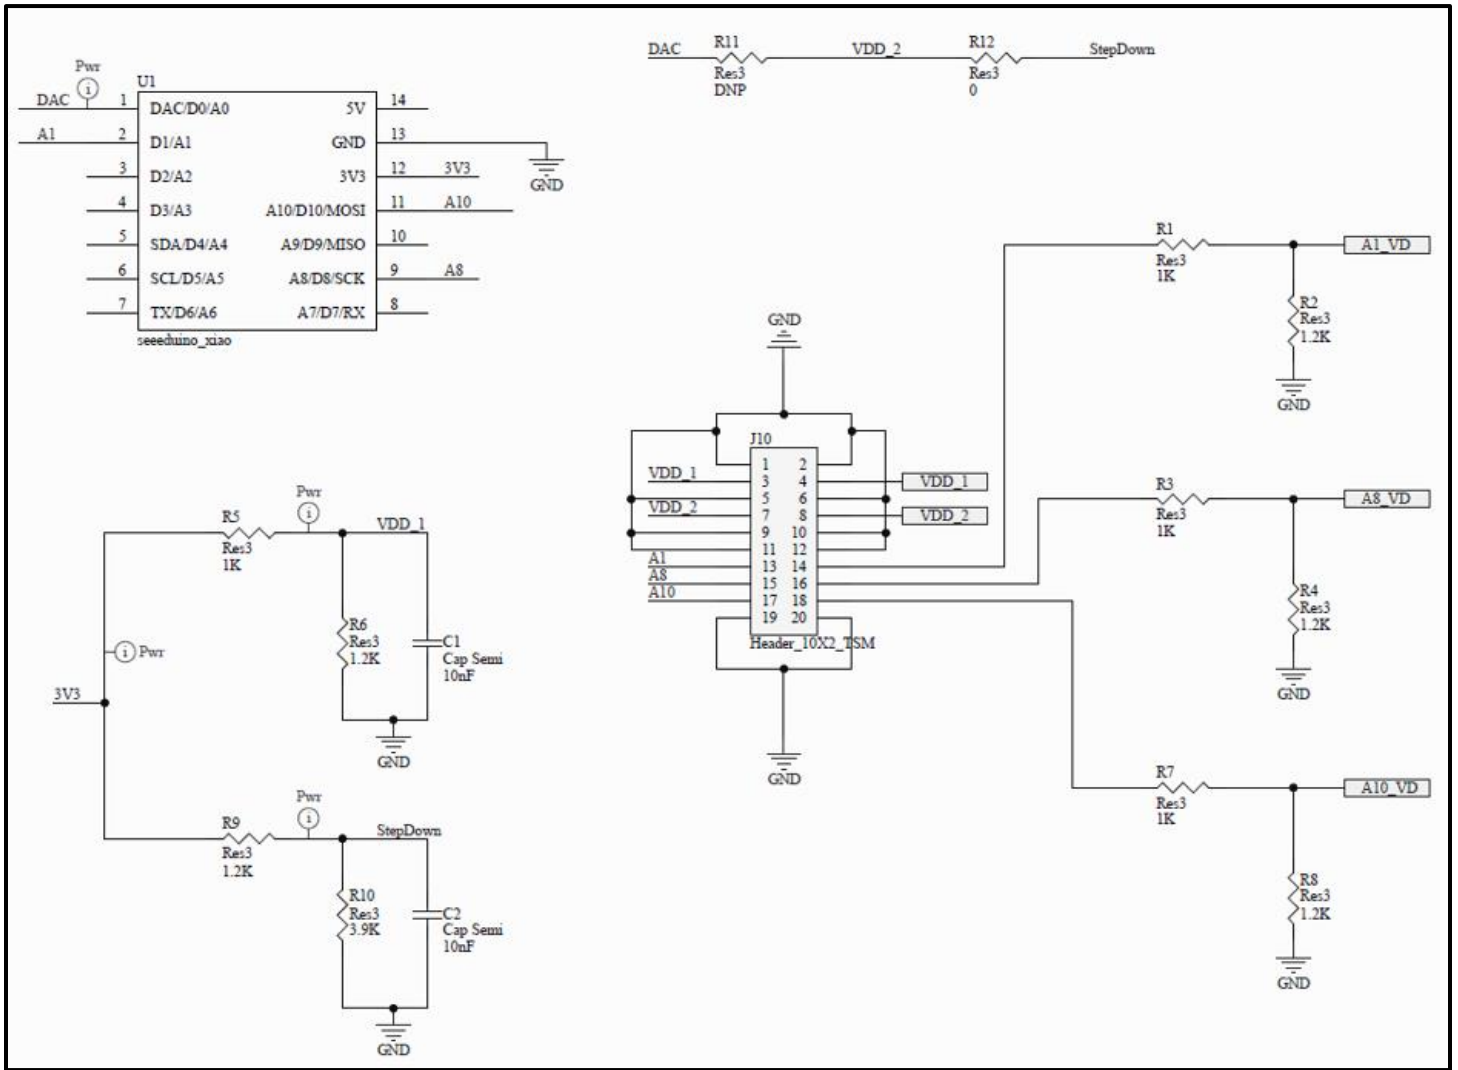 DAC
R11
VDD_2
R12
StepDown
Res3
DNP
Res3
0
Pwr
i
U1
DAC
1
DAC/D0/A0
5V
14
A1
2
D1/A1
GND
13
3
D2/A2
3V3
12
3V3
GND
4
D3/A3
A10/D10/MOSI
11
A10
5
SDA/D4/A4
A9/D9/MISO
10
6
SCL/D5/A5
A8/D8/SCK
9
A8
7
TX/D6/A6
A7/D7/RX
8
seeeduino_xiao
R1
Res3
1K
A1_VD
R2
Res3
1.2K
GND
GND
J10
1 2
VDD_1
3 4
VDD_1
5 6
VDD_2
7 8
VDD_2
9 10
11 12
A1
13 14
A8
15 16
A10
17 18
19 20
Header_10X2_TSM
GND
R3
Res3
1K
A8_VD
R4
Res3
1.2K
GND
R7
Res3
1K
A10_VD
R8
Res3
1.2K
GND
Pwr
i
R5
Res3
1K
VDD_1
R6
Res3
1.2K
C1
Cap Semi
10nF
i Pwr
3V3
GND
Pwr
i
R9
Res3
1.2K
StepDown
R10
Res3
3.9K
C2
Cap Semi
10nF
GND